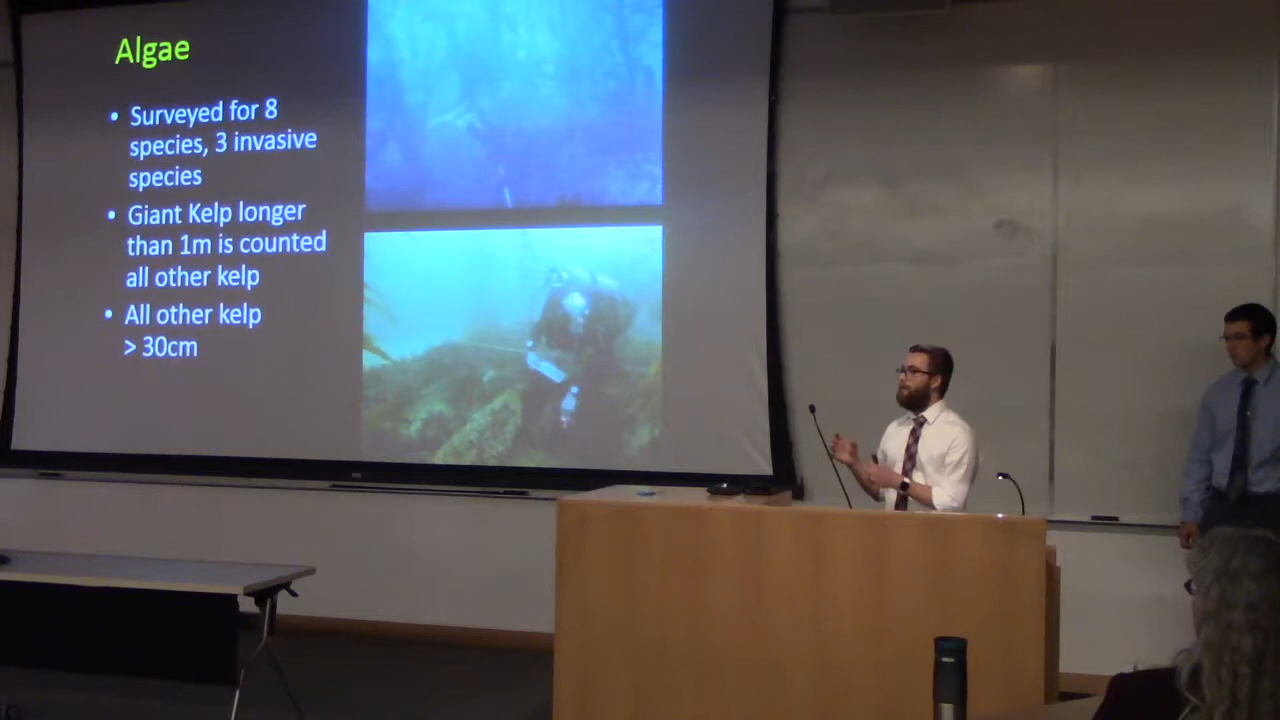 Algae
• Surveyed for 8
species, 3 invasive
species
• Giant Kelp longer
than 1m is counted
all other kelp
• All other kelp
> 30cm